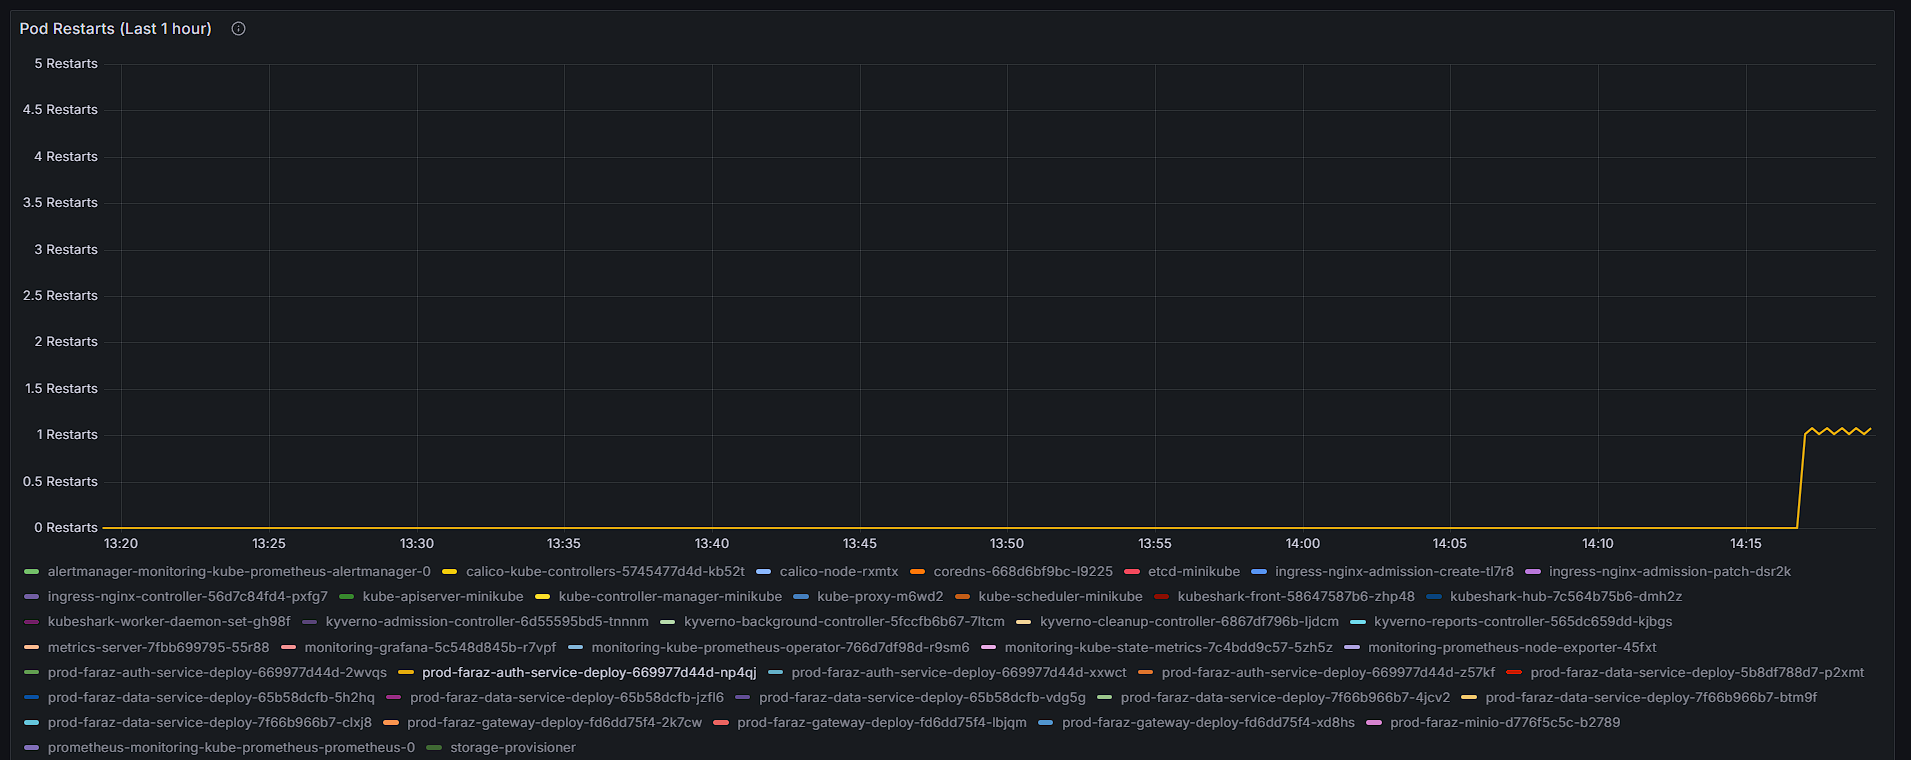 Pod Restarts (Last 1 hour)
5 Restarts
4.5 Restarts
4 Restarts
3.5 Restarts
3 Restarts
2.5 Restarts
2 Restarts
1.5 Restarts
1 Restarts
0.5 Restarts
0 Restarts
13:20 13:25 13:30 13:35 13:40 13:45 13:50 13:55 14:00 14:05 14:10 14:15
alertmanager-monitoring-kube-prometheus-alertmanager-0 calico-kube-controllers-5745477d4d-kb52t calico-node-rxmtx coredns-668d6bf9bc-l9225 etcd-minikube ingress-nginx-admission-create-tl7r8 ingress-nginx-admission-patch-dsr2k
ingress-nginx-controller-56d7c84fd4-pxfg7 kube-apiserver-minikube kube-controller-manager-minikube kube-proxy-m6wd2 kube-scheduler-minikube kubeshark-front-58647587b6-zhp48 kubeshark-hub-7c564b75b6-dmh2z
kubeshark-worker-daemon-set-gh98f kyverno-admission-controller-6d55595bd5-tnnnm kyverno-background-controller-5fccfb6b67-7ltcm kyverno-cleanup-controller-6867df796b-ljdcm kyverno-reports-controller-565dc659dd-kjbgs
metrics-server-7fbb699795-55r88 monitoring-grafana-5c548d845b-r7vpf monitoring-kube-prometheus-operator-766d7df98d-r9sm6 monitoring-kube-state-metrics-7c4bdd9c57-5zh5z monitoring-prometheus-node-exporter-45fxt
prod-faraz-auth-service-deploy-669977d44d-2wvqs prod-faraz-auth-service-deploy-669977d44d-np4qj prod-faraz-auth-service-deploy-669977d44d-xxwct prod-faraz-auth-service-deploy-669977d44d-z57kf prod-faraz-data-service-deploy-5b8df788d7-p2xmt
prod-faraz-data-service-deploy-65b58dcfb-5h2hq prod-faraz-data-service-deploy-65b58dcfb-jzfl6 prod-faraz-data-service-deploy-65b58dcfb-vdg5g prod-faraz-data-service-deploy-7f66b966b7-4jcv2 prod-faraz-data-service-deploy-7f66b966b7-btm9f
prod-faraz-data-service-deploy-7f66b966b7-clxj8 prod-faraz-gateway-deploy-fd6dd75f4-2k7cw prod-faraz-gateway-deploy-fd6dd75f4-lbjqm prod-faraz-gateway-deploy-fd6dd75f4-xd8hs prod-faraz-minio-d776f5c5c-b2789
prometheus-monitoring-kube-prometheus-prometheus-0 storage-provisioner